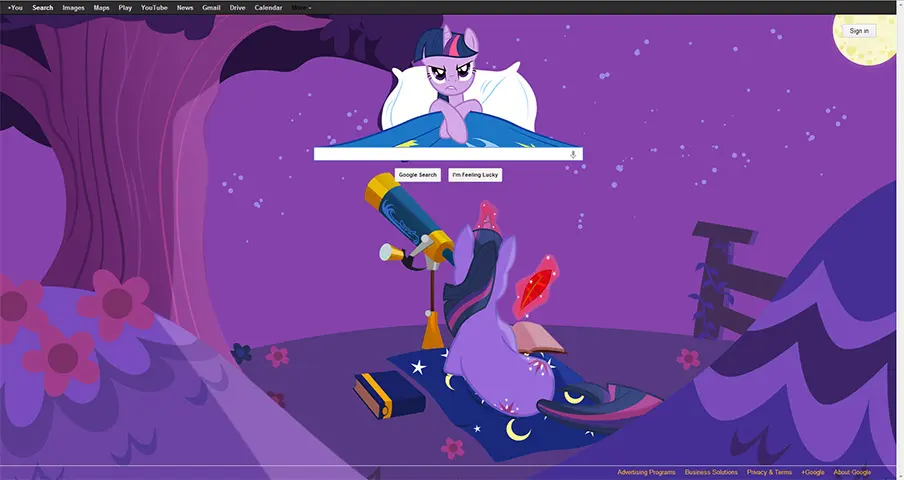 +You Search Images Maps Play YouTube News Gmail Drive Calendar More
Sign in
Google Search I'm Feeling Lucky
Advertising Programs Business Solutions Privacy & Terms +Google About Google